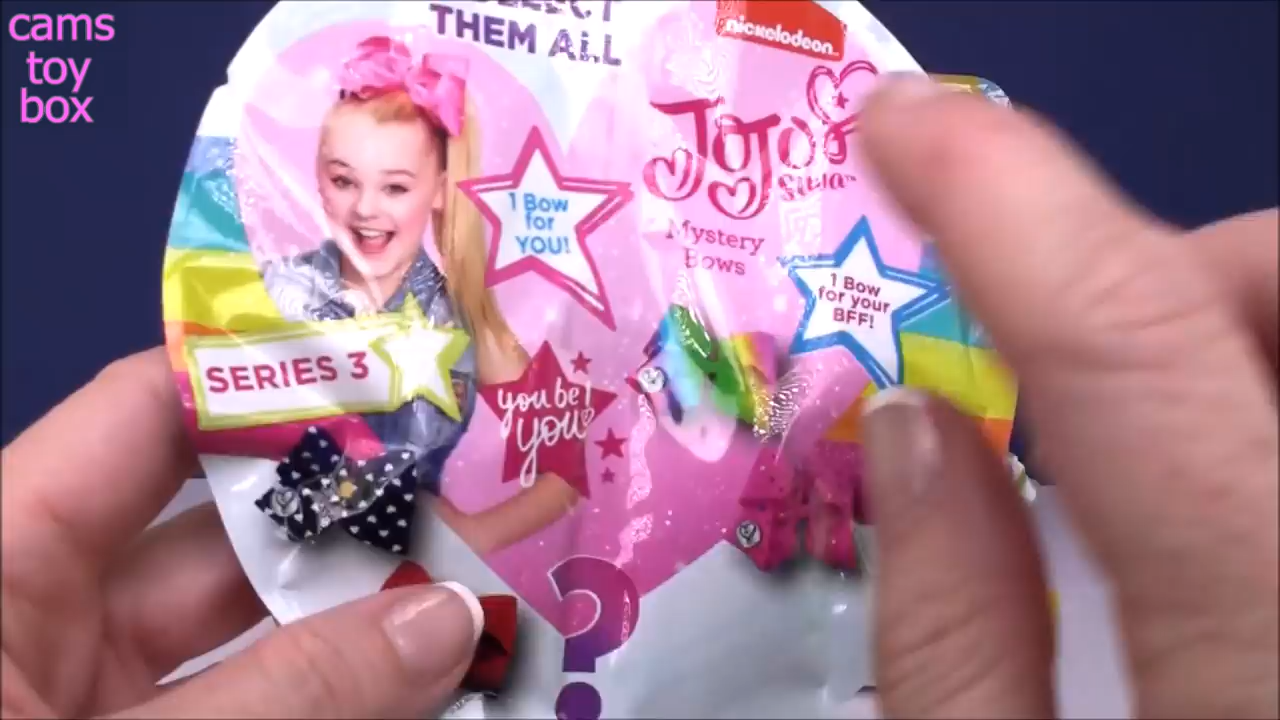 cams
toy
box
THEM ALL
nickelodeon
JoJo
Siwa™
Mystery
Bows
1 Bow
for
YOU!
1 Bow
for your
BFF!
SERIES 3
you be!
you
?